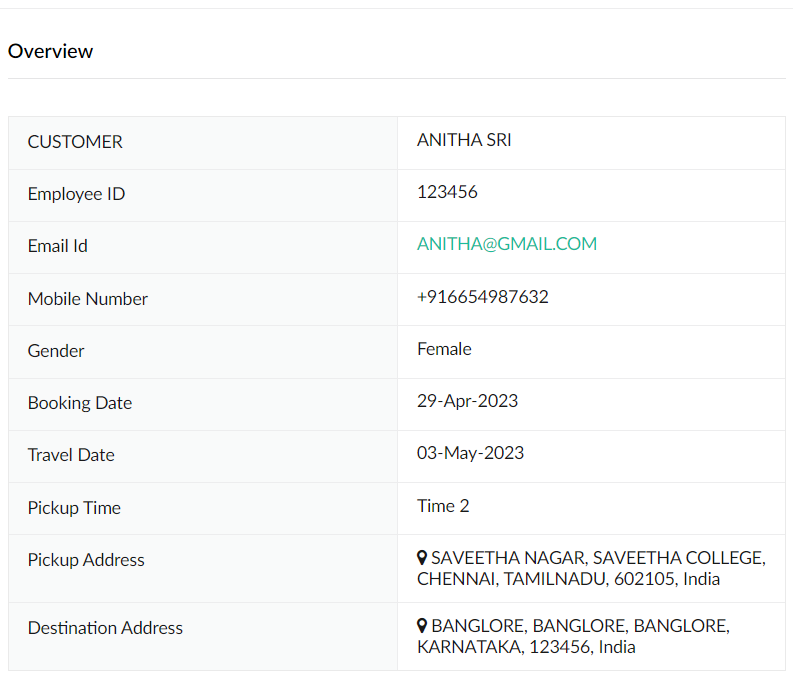 Overview
CUSTOMER
ANITHA SRI
Employee ID
123456
Email Id
ANITHA@GMAIL.COM
Mobile Number
+916654987632
Gender
Female
Booking Date
29-Apr-2023
Travel Date
03-May-2023
Pickup Time
Time 2
Pickup Address
SAVEETHA NAGAR, SAVEETHA COLLEGE,
CHENNAI, TAMILNADU, 602105, India
Destination Address
BANGLORE, BANGLORE, BANGLORE,
KARNATAKA, 123456, India